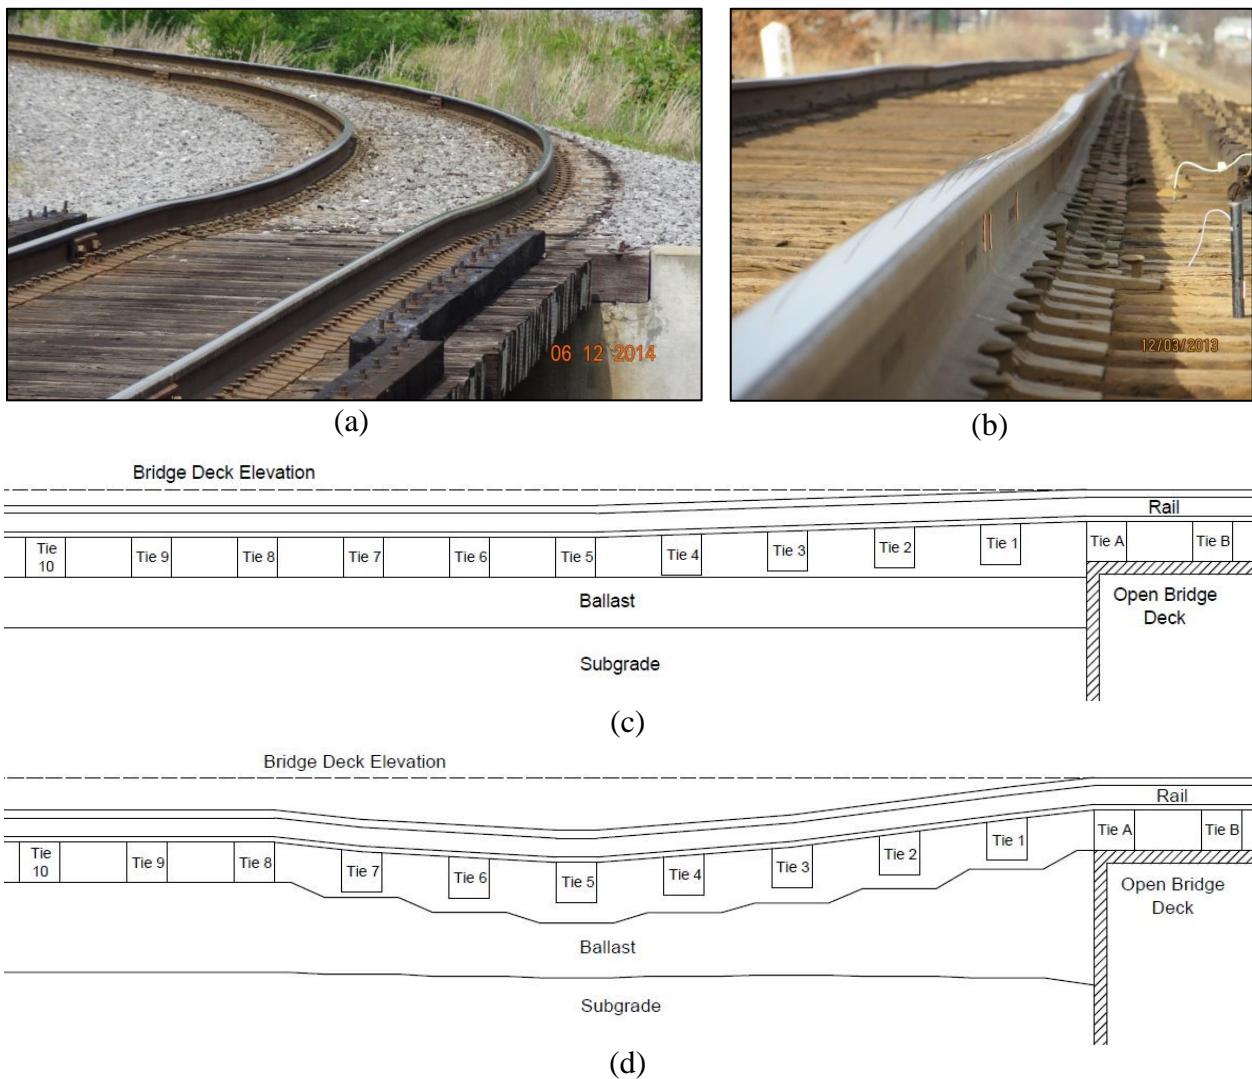 06 12 2014
12/03/2013
(a)
(b)
Bridge Deck Elevation
Rail
Tie 10
Tie 9
Tie 8
Tie 7
Tie 6
Tie 5
Tie 4
Tie 3
Tie 2
Tie 1
Tie A
Tie B
Ballast
Open Bridge
Deck
Subgrade
(c)
Bridge Deck Elevation
Rail
Tie
10
Tie 9
Tie 8
Tie 7
Tie 6
Tie 5
Tie 4
Tie 3
Tie 2
Tie 1
Tie A
Tie B
Open Bridge
Deck
Ballast
Subgrade
(d)